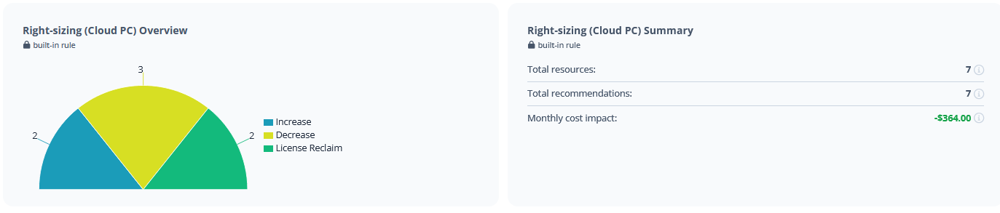 Right-sizing (Cloud PC) Overview
built-in rule
3
2
2
Increase
Decrease
License Reclaim
Right-sizing (Cloud PC) Summary
built-in rule
Total resources: 7
Total recommendations: 7
Monthly cost impact: -$364.00